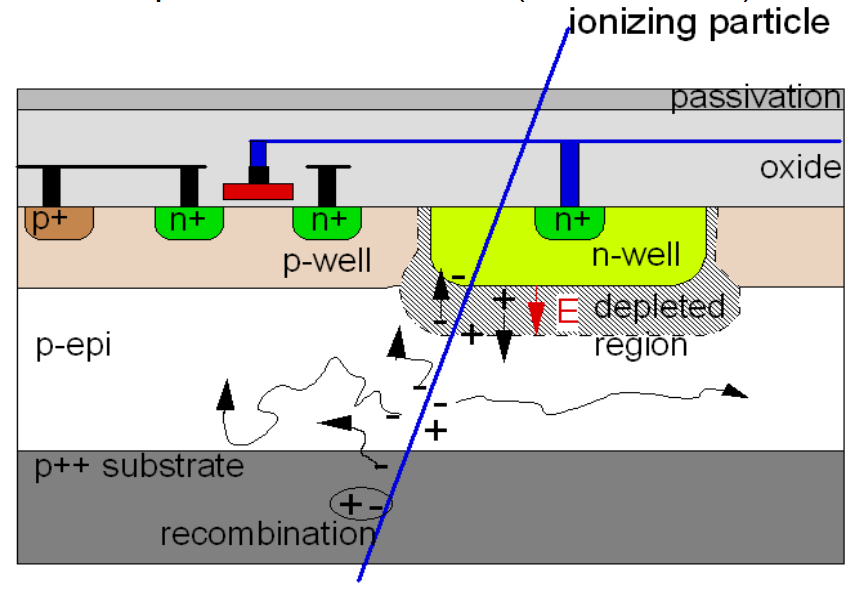 ionizing particle
passivation
oxide
p+
n+
n+
n+
p-well
n-well
-
+
-
+
E
depleted
region
p-epi
-
-
-
+
p++ substrate
-
+ -
recombination